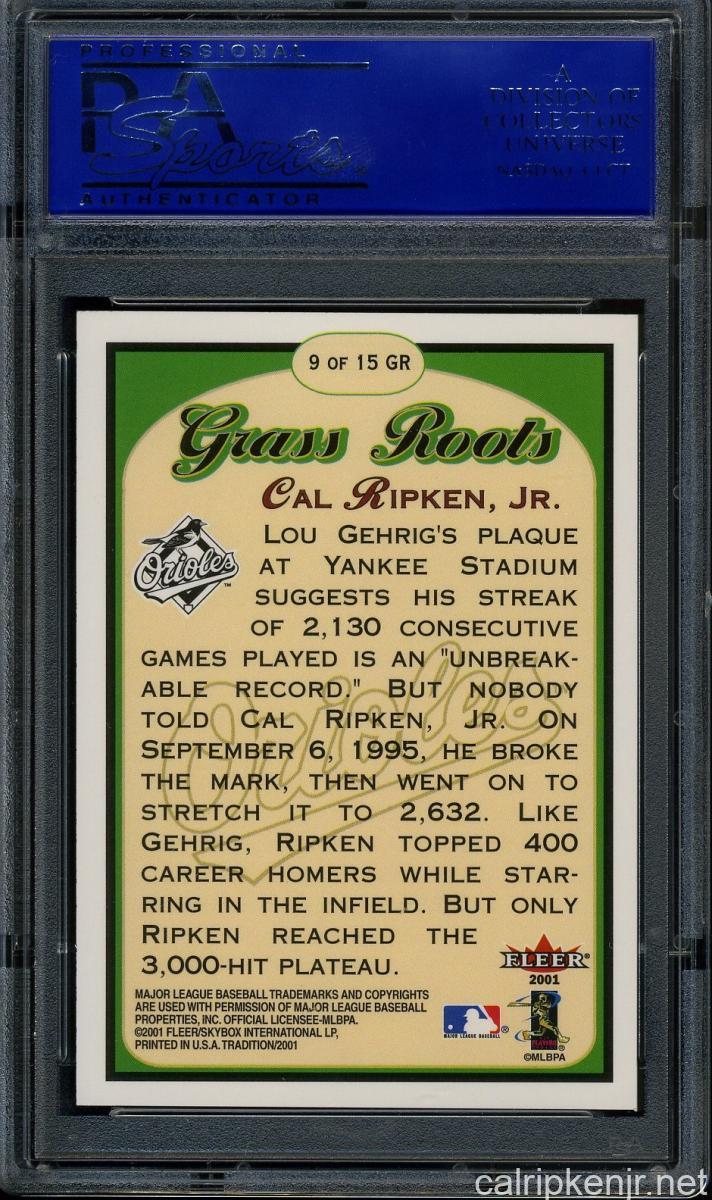 PROFESSIONAL
PSA
Sports
AUTHENTICATOR
A
DIVISION OF
COLLECTORS
UNIVERSE
NASDAQ: CLCT
9 OF 15 GR
Grass Roots
CAL RIPKEN, JR.
Orioles
LOU GEHRIG'S PLAQUE
AT YANKEE STADIUM
SUGGESTS HIS STREAK
OF 2,130 CONSECUTIVE
GAMES PLAYED IS AN "UNBREAK-
ABLE RECORD." BUT NOBODY
TOLD CAL RIPKEN, JR. ON
SEPTEMBER 6, 1995, HE BROKE
THE MARK, THEN WENT ON TO
STRETCH IT TO 2,632. LIKE
GEHRIG, RIPKEN TOPPED 400
CAREER HOMERS WHILE STAR-
RING IN THE INFIELD. BUT ONLY
RIPKEN REACHED THE
3,000-HIT PLATEAU.
Orioles
FLEER®
2001
MAJOR LEAGUE BASEBALL TRADEMARKS AND COPYRIGHTS
ARE USED WITH PERMISSION OF MAJOR LEAGUE BASEBALL
PROPERTIES, INC. OFFICIAL LICENSEE-MLBPA.
©2001 FLEER/SKYBOX INTERNATIONAL LP,
PRINTED IN U.S.A. TRADITION/2001
MAJOR LEAGUE BASEBALL
©MLBPA
calripkenjr.net